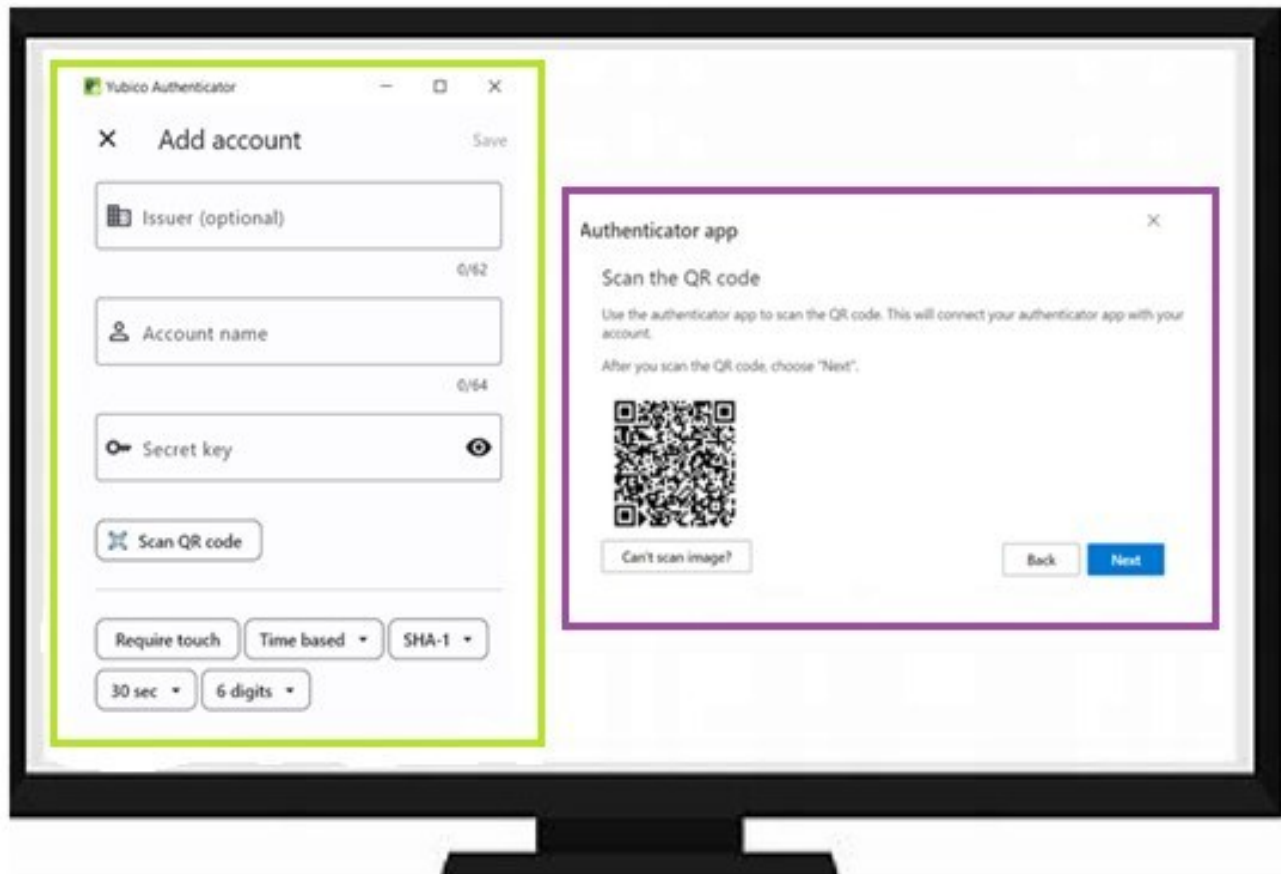 Yubico Authenticator
Add account
Save
Issuer (optional)
0/62
Account name
0/64
Secret key
Scan QR code
Require touch
Time based
SHA-1
30 sec
6 digits
Authenticator app
Scan the QR code
Use the authenticator app to scan the QR code. This will connect your authenticator app with your
account.
After you scan the QR code, choose "Next".
Can't scan image?
Back
Next